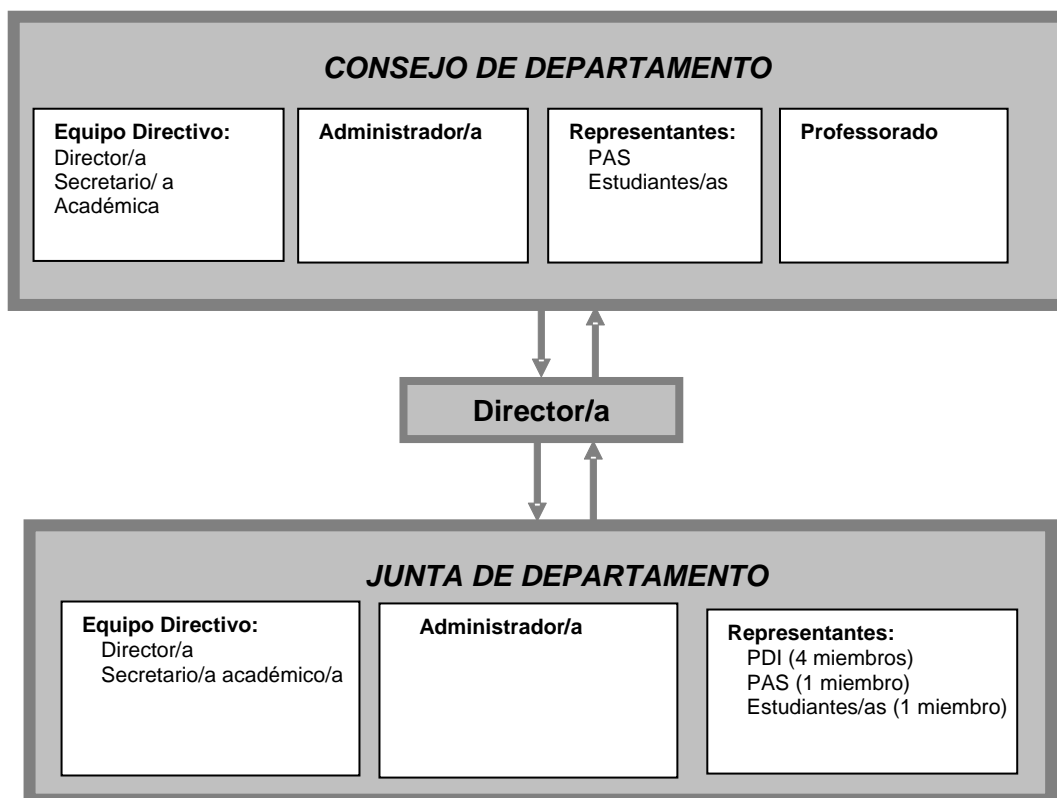 CONSEJO DE DEPARTAMENTO
Equipo Directivo:
Director/a
Secretario/ a
Académica
Administrador/a
Representantes:
PAS
Estudiantes/as
Professorado
Director/a
JUNTA DE DEPARTAMENTO
Equipo Directivo:
Director/a
Secretario/a académico/a
Administrador/a
Representantes:
PDI (4 miembros)
PAS (1 miembro)
Estudiantes/as (1 miembro)